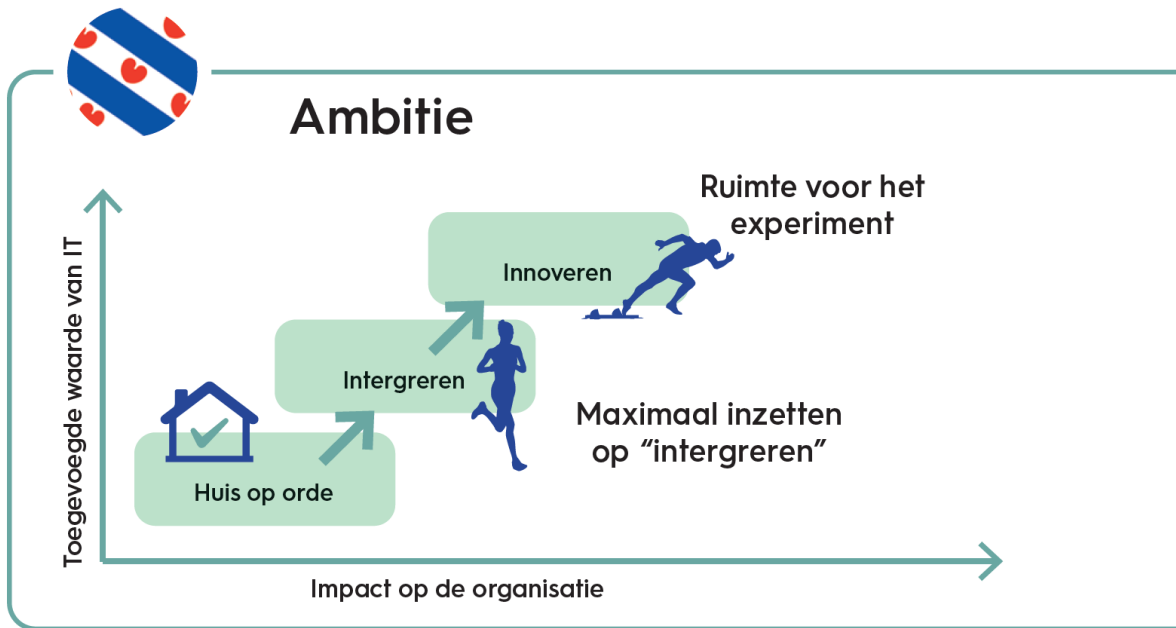 Ambitie
Ruimte voor het
experiment
Innoveren
Intergreren
Maximaal inzetten
op “intergreren”
Huis op orde
Toegevoegde waarde van IT
Impact op de organisatie